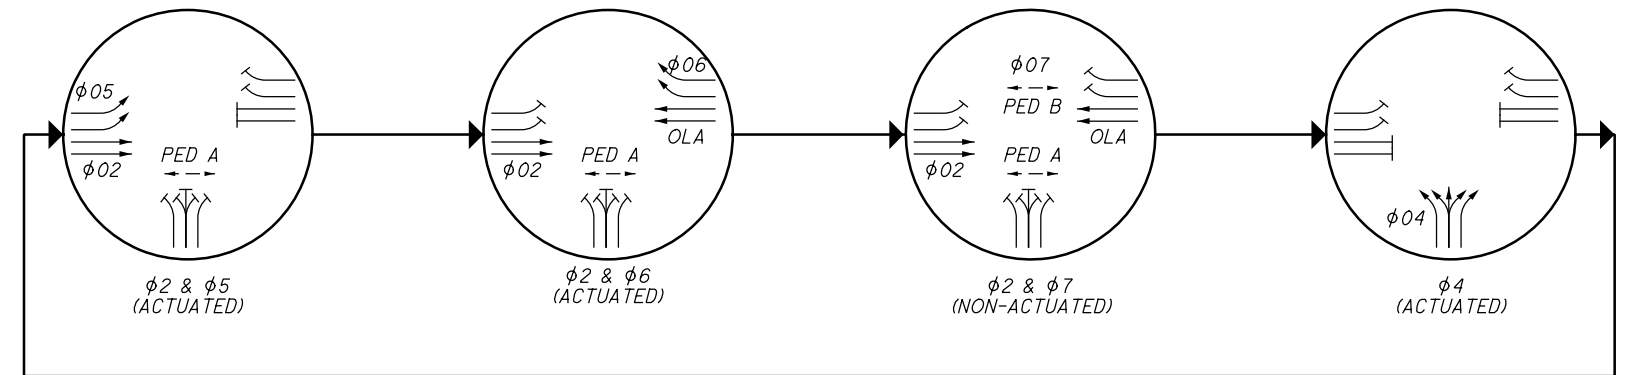 φ05
φ02
PED A
φ2 & φ5
(ACTUATED)
φ06
OLA
φ02
PED A
φ2 & φ6
(ACTUATED)
φ07
PED B
OLA
φ02
PED A
φ2 & φ7
(NON-ACTUATED)
φ04
φ4
(ACTUATED)